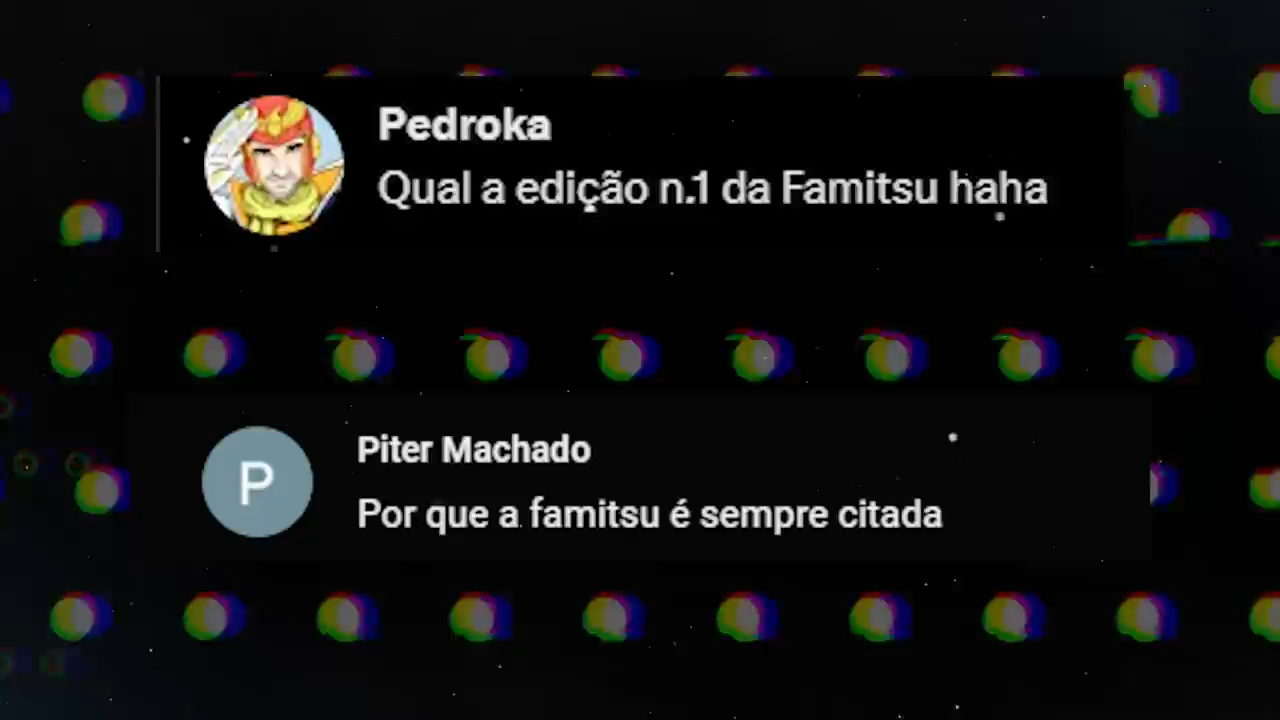 Pedroka
Qual a edição n.1 da Famitsu haha
P
Piter Machado
Por que a famitsu é sempre citada